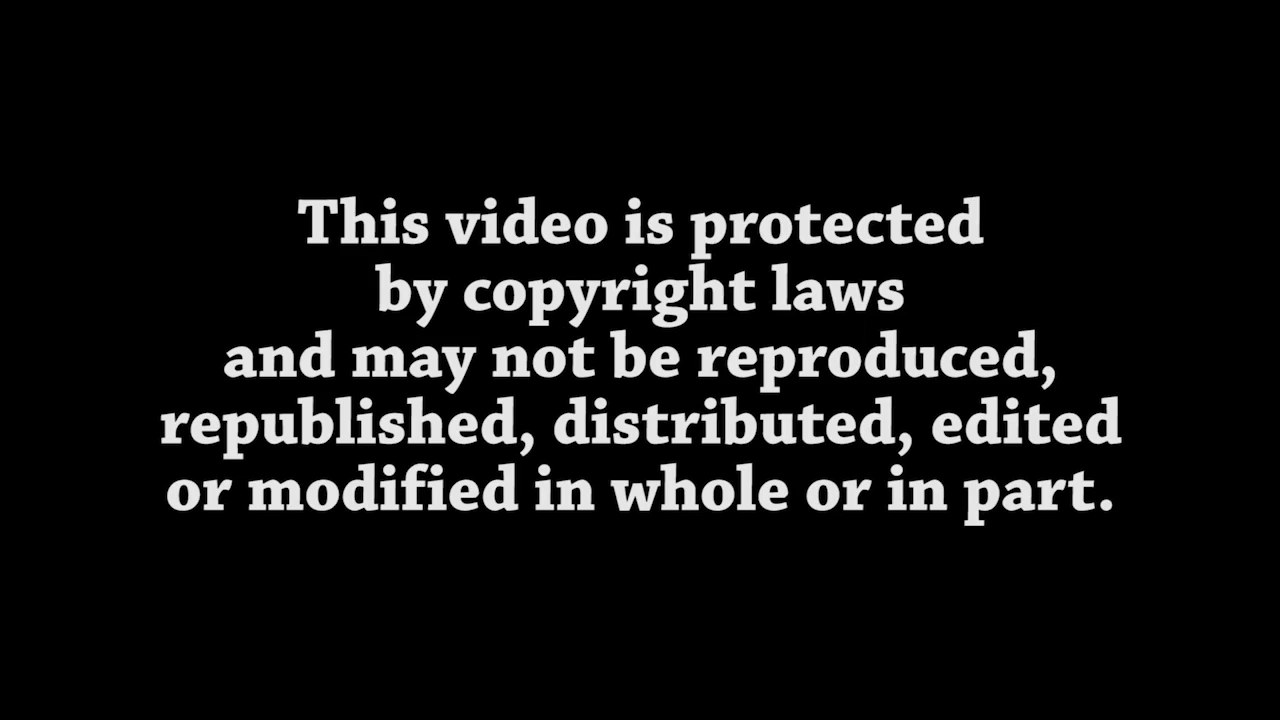 This video is protected
by copyright laws
and may not be reproduced,
republished, distributed, edited
or modified in whole or in part.